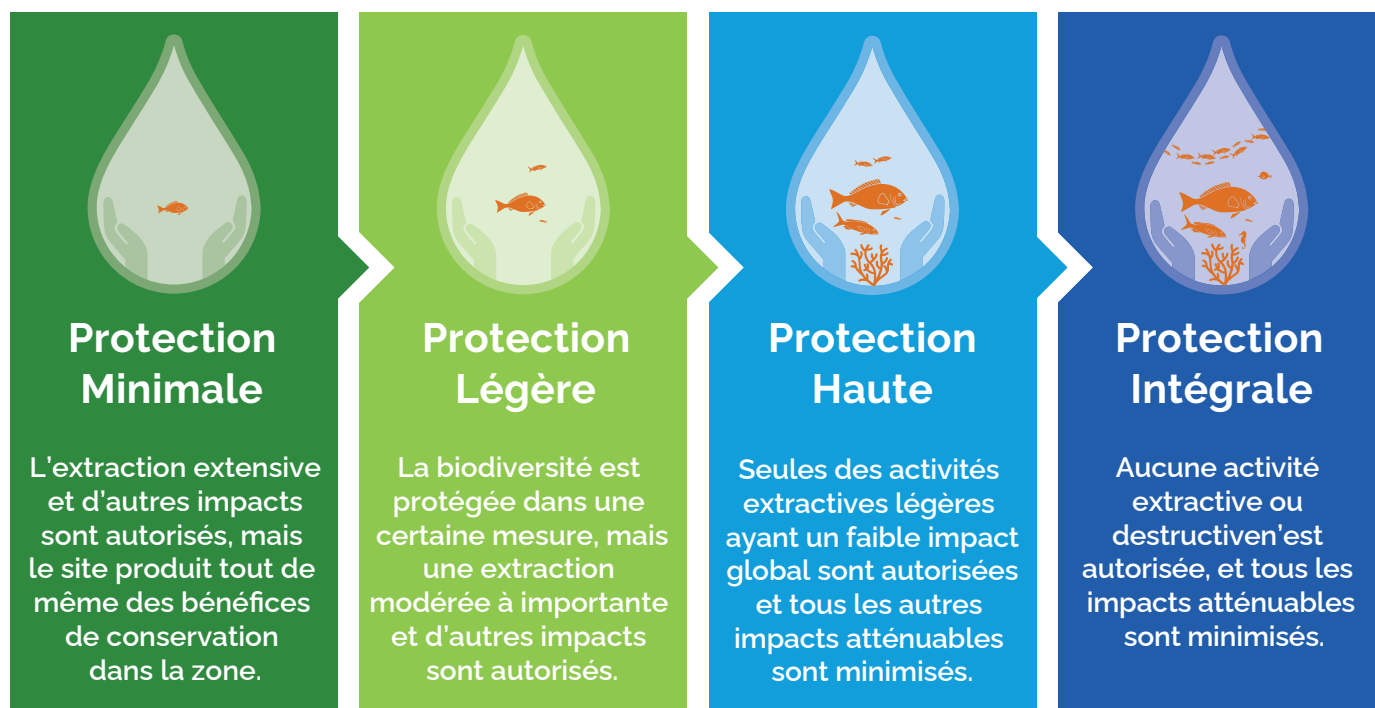 Protection
Minimale
L'extraction extensive
et d'autres impacts
sont autorisés, mais
le site produit tout de
même des bénéfices
de conservation
dans la zone.
Protection
Légère
La biodiversité est
protégée dans une
certaine mesure, mais
une extraction
modérée à importante
et d'autres impacts
sont autorisés.
Protection
Haute
Seules des activités
extractives légères
ayant un faible impact
global sont autorisées
et tous les autres
impacts atténuables
sont minimisés.
Protection
Intégrale
Aucune activité
extractive ou
destructiven'est
autorisée, et tous les
impacts atténuables
sont minimisés.